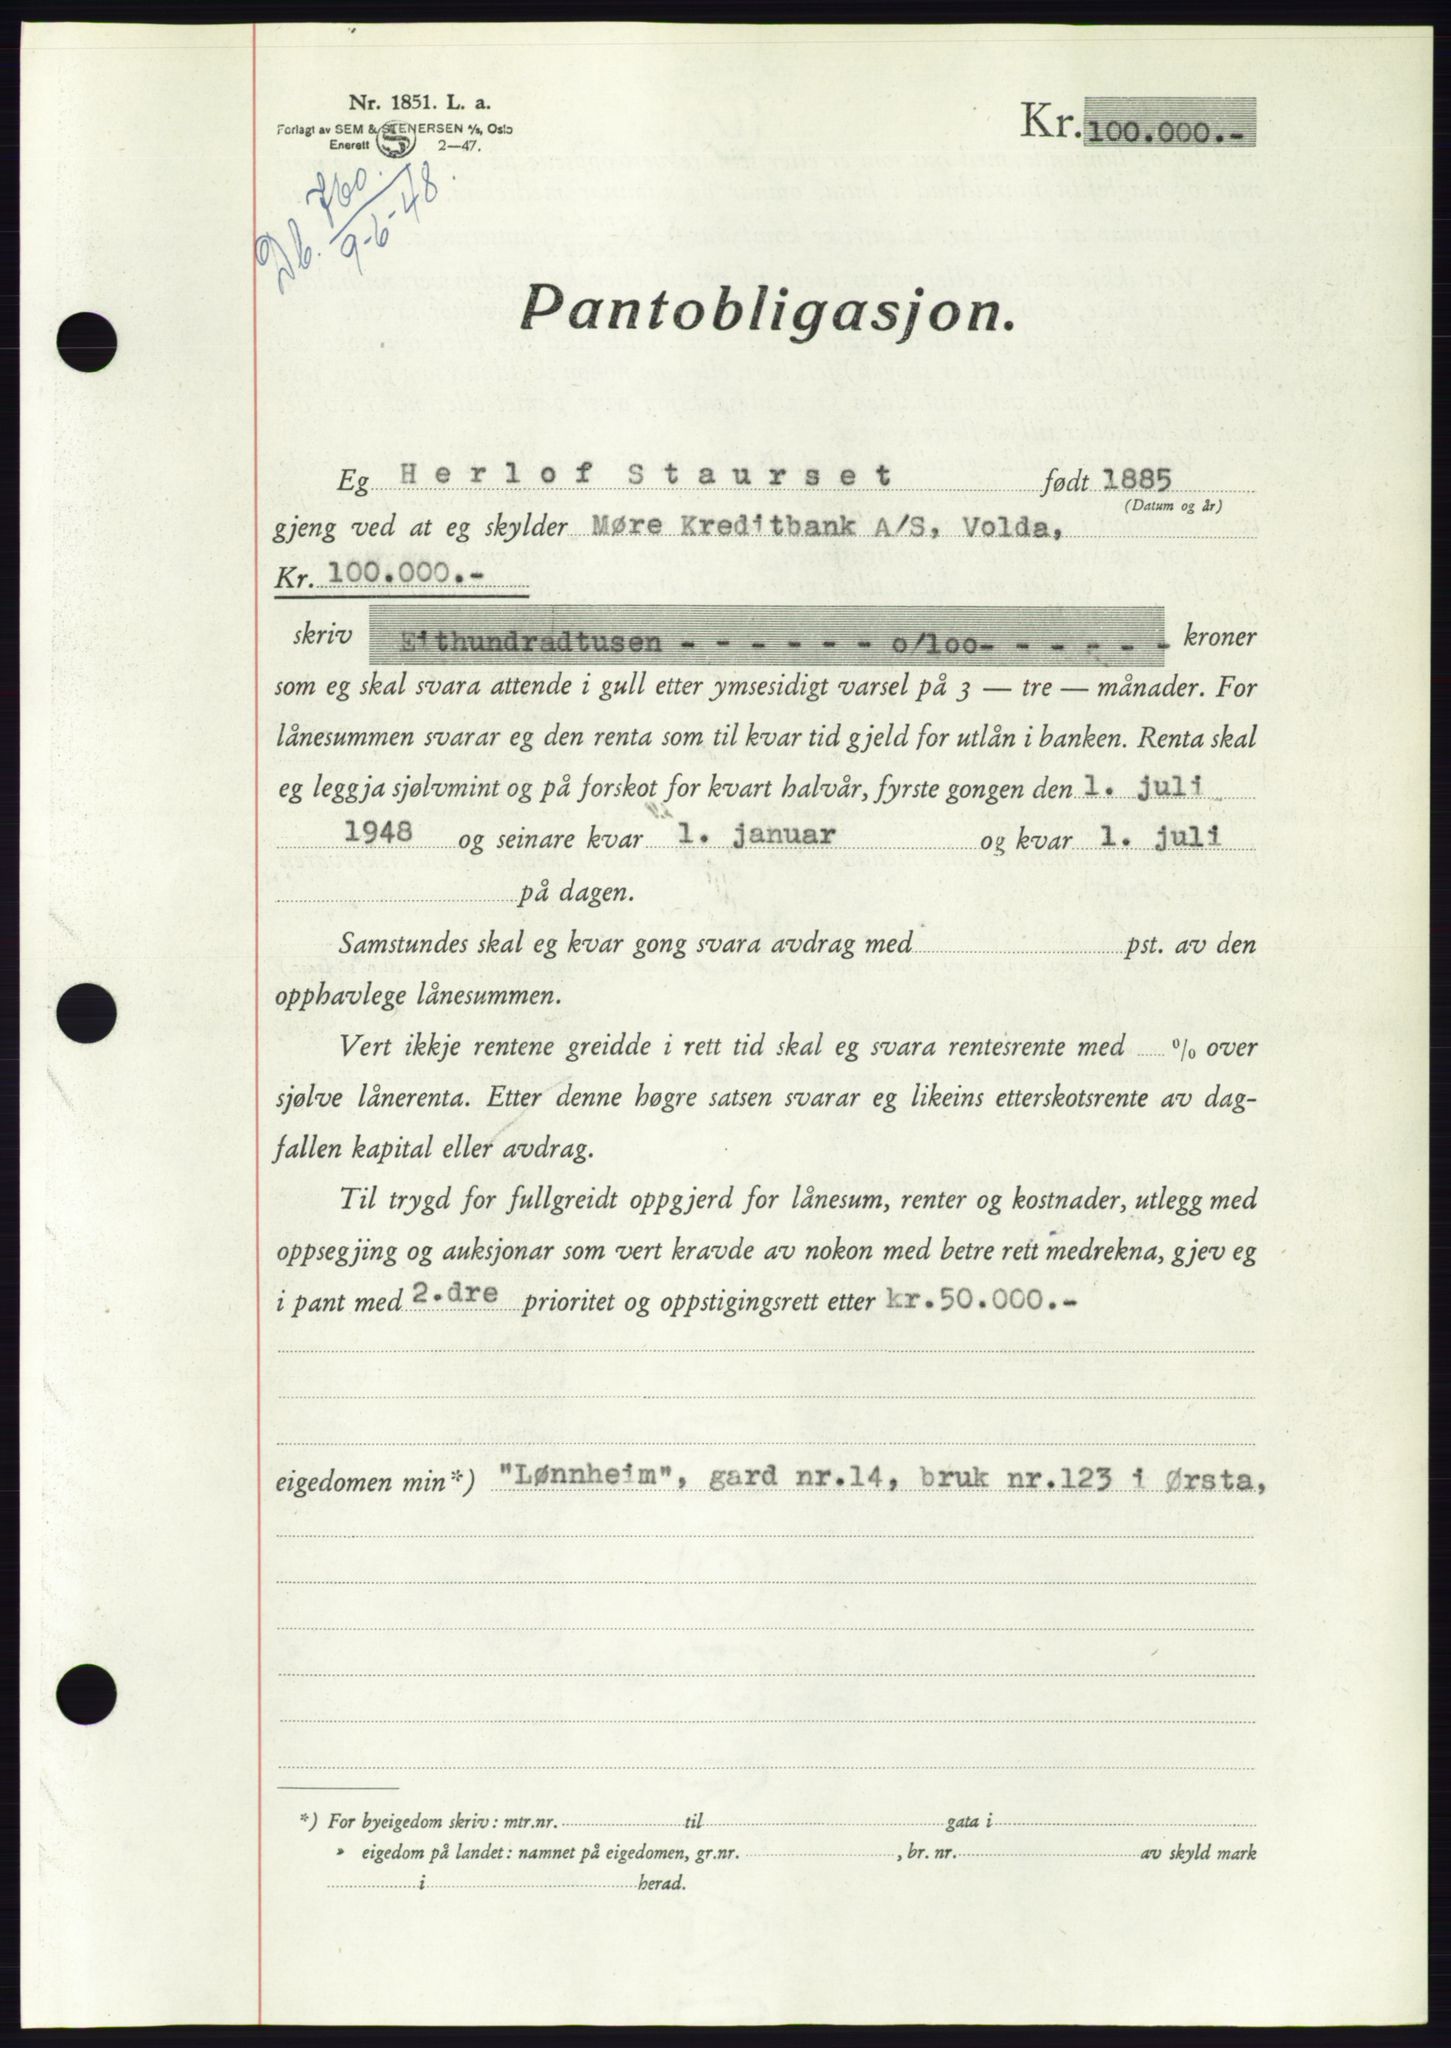 Nr. 1851. L. a.
Forlagt av SEM & STENERSEN A/S, Oslo
Enerett 2—47.
Kr. 100.000.-
Db. 760.
9-6-48.
Pantobligasjon.
Eg Herlof Staurset født 1885
(Datum og år)
gjeng ved at eg skylder Møre Kreditbank A/S, Volda,
Kr. 100.000.-
skriv Eithundradtusen - - - - - - 0/100- - - - - - kroner
som eg skal svara attende i gull etter ymsesidigt varsel på 3 — tre — månader. For
lånesummen svarar eg den renta som til kvar tid gjeld for utlån i banken. Renta skal
eg leggja sjølvmint og på forskot for kvart halvår, fyrste gongen den 1. juli
1948 og seinare kvar 1. januar og kvar 1. juli
på dagen.
Samstundes skal eg kvar gong svara avdrag med pst. av den
opphavlege lånesummen.
Vert ikkje rentene greidde i rett tid skal eg svara rentesrente med % over
sjølve lånerenta. Etter denne høgre satsen svarar eg likeins etterskotsrente av dag-
fallen kapital eller avdrag.
Til trygd for fullgreidt oppgjerd for lånesum, renter og kostnader, utlegg med
oppsegjing og auksjonar som vert kravde av nokon med betre rett medrekna, gjev eg
i pant med 2.dre prioritet og oppstigingsrett etter kr.50.000.-
eigedomen min*) "Lønnheim", gard nr.14, bruk nr.123 i Ørsta,
*) For byeigedom skriv: mtr.nr. til gata i
» eigedom på landet: namnet på eigedomen, gr.nr. , br. nr. av skyld mark
i herad.